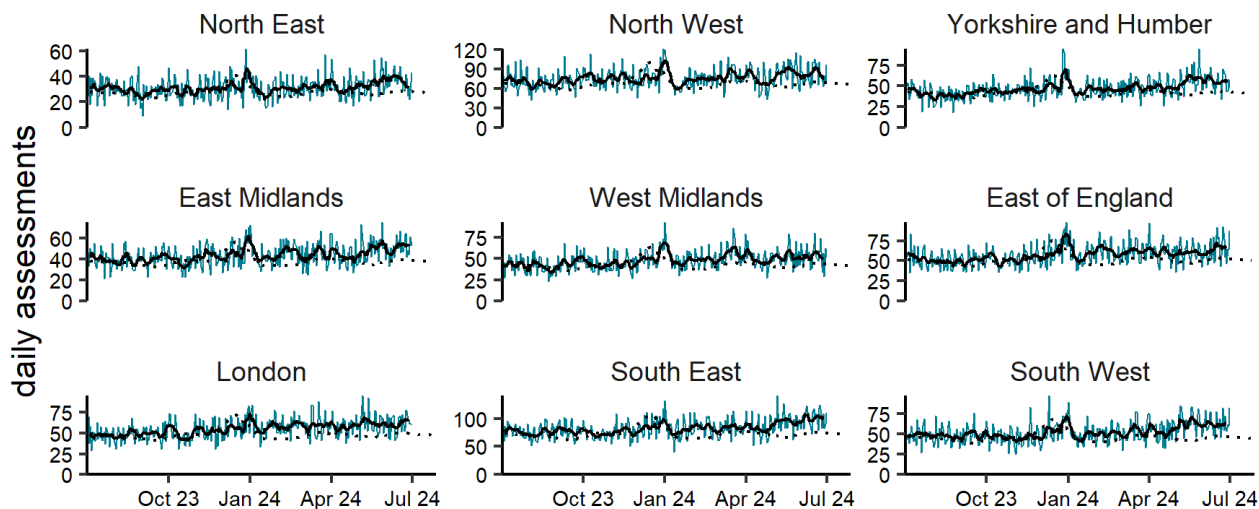 North East
North West
Yorkshire and Humber
60
40
20
0
120
90
60
30
0
75
50
25
0
daily assessments
East Midlands
West Midlands
East of England
60
40
20
0
75
50
25
0
75
50
25
0
London
South East
South West
75
50
25
0
100
50
0
75
50
25
0
Oct 23 Jan 24 Apr 24 Jul 24
Oct 23 Jan 24 Apr 24 Jul 24
Oct 23 Jan 24 Apr 24 Jul 24